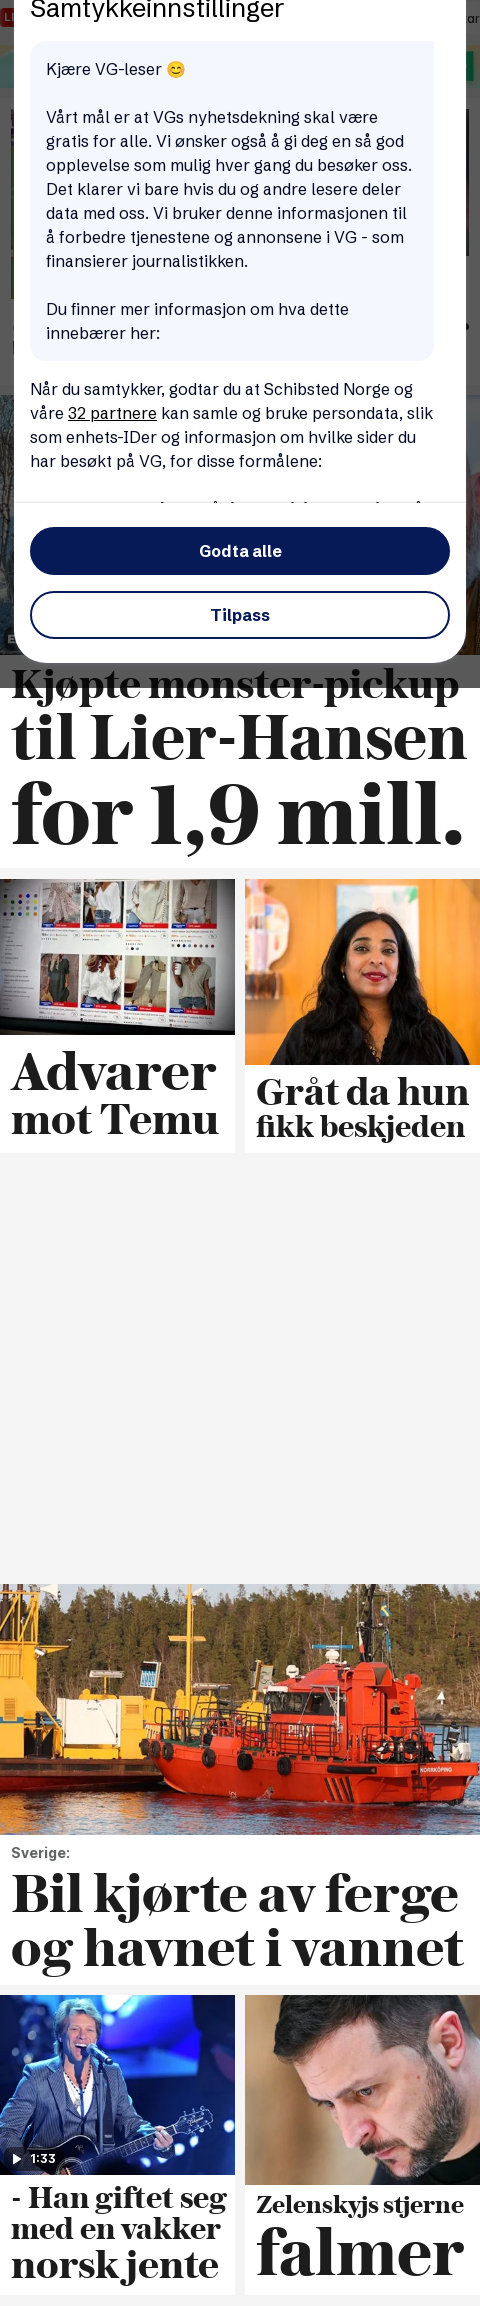 Samtykkeinnstillinger
Kjære VG-leser 😊
Vårt mål er at VGs nyhetsdekning skal være
gratis for alle. Vi ønsker også å gi deg en så god
opplevelse som mulig hver gang du besøker oss.
Det klarer vi bare hvis du og andre lesere deler
data med oss. Vi bruker denne informasjonen til
å forbedre tjenestene og annonsene i VG - som
finansierer journalistikken.
Du finner mer informasjon om hva dette
innebærer her:
Når du samtykker, godtar du at Schibsted Norge og
våre 32 partnere kan samle og bruke persondata, slik
som enhets-IDer og informasjon om hvilke sider du
har besøkt på VG, for disse formålene:
Godta alle
Tilpass
Kjøpte monster-pickup
til Lier-Hansen
for 1,9 mill.
Advarer
mot Temu
Gråt da hun
fikk beskjeden
PILOT
NORRKÖPING
Sverige:
Bil kjørte av ferge
og havnet i vannet
1:33
- Han giftet seg
med en vakker
norsk jente
Zelenskyjs stjerne
falmer